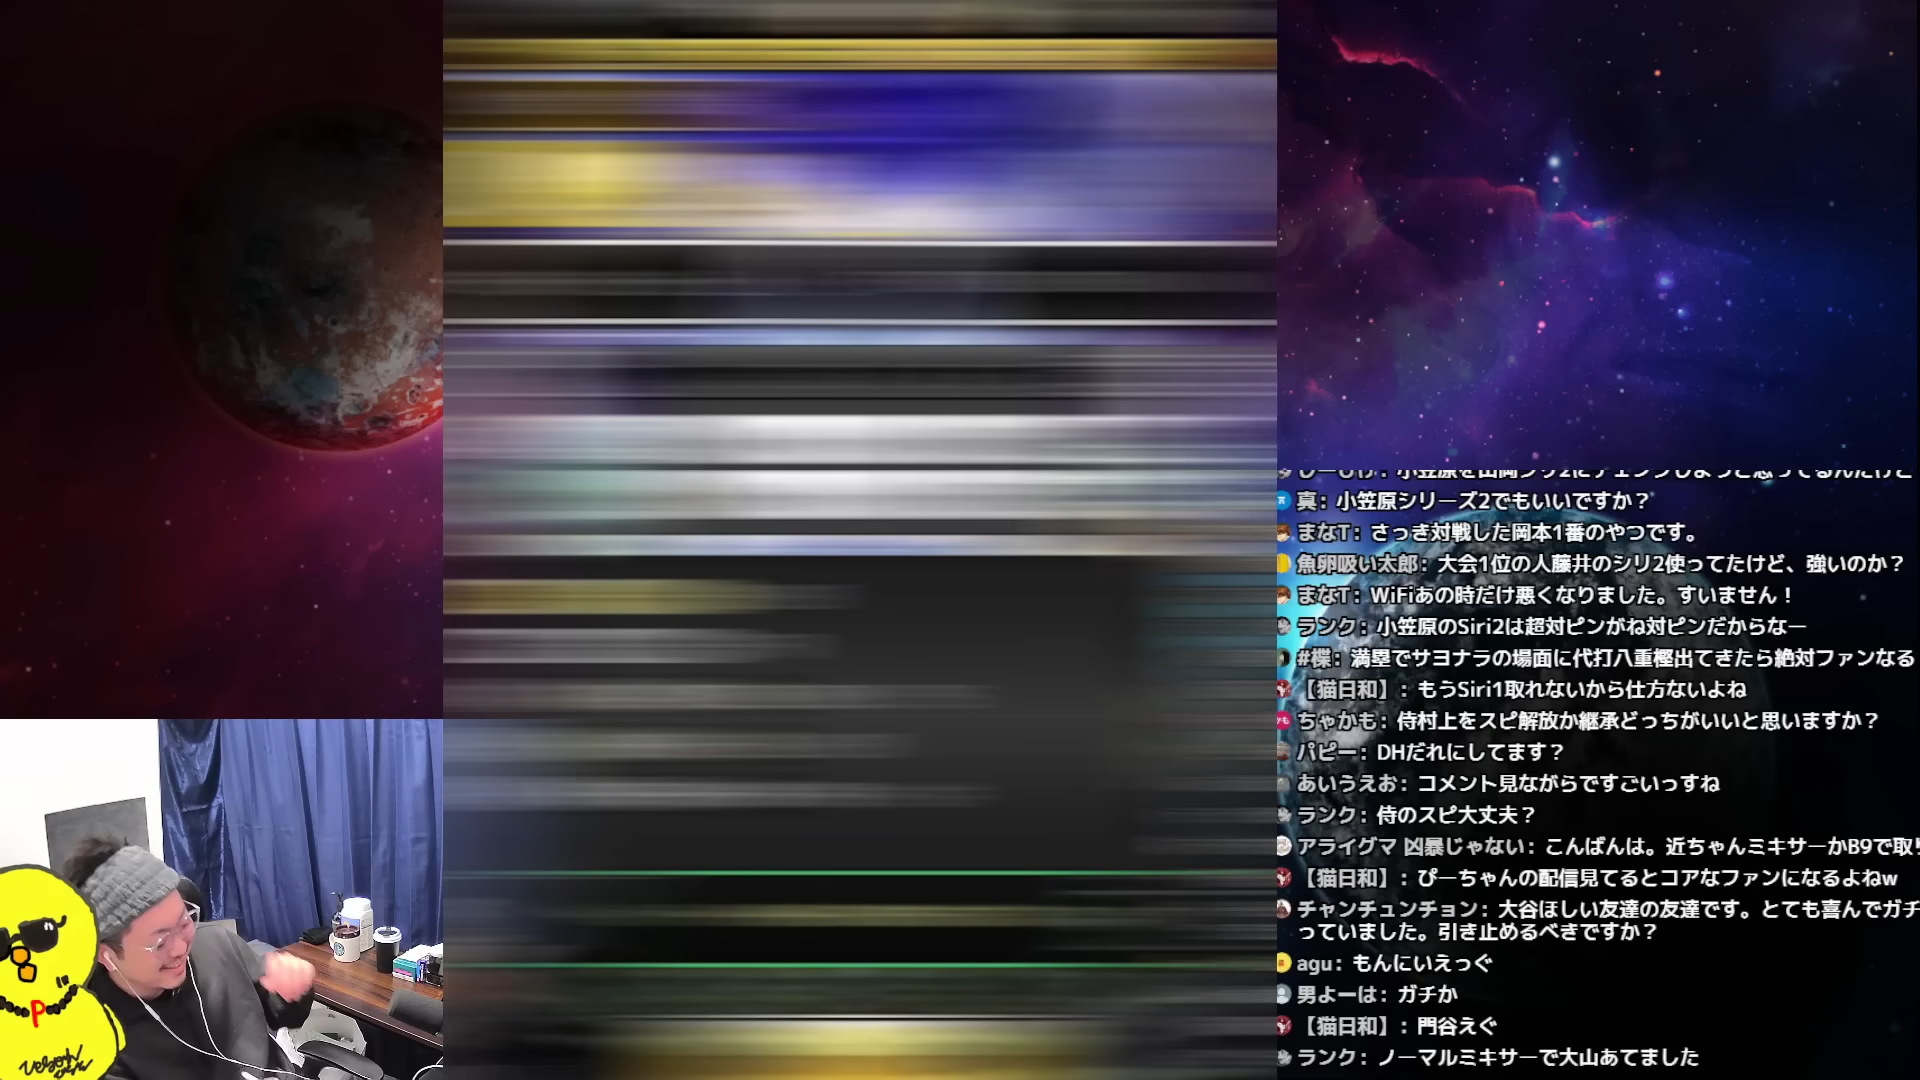 真: 小笠原シリーズ2でもいいですか？
まなT: さっき対戦した岡本1番のやつです。
魚卵吸い太郎: 大会1位の人藤井のシリ2使ってたけど、強いのか？
まなT: WiFiあの時だけ悪くなりました。すいません！
ランク: 小笠原のSiri2は超対ピンがね対ピンだからなー
#楪: 満塁でサヨナラの場面に代打八重樫出てきたら絶対ファンなる
【猫日和】: もうSiri1取れないから仕方ないよね
ちゃかも: 侍村上をスピ解放か継承どっちがいいと思いますか？
パピー: DHだれにしてます？
あいうえお: コメント見ながらですごいっすね
ランク: 侍のスピ大丈夫？
アライグマ 凶暴じゃない: こんばんは。近ちゃんミキサーかB9で取り
【猫日和】: ぴーちゃんの配信見てるとコアなファンになるよねw
チャンチュンチョン: 大谷ほしい友達の友達です。とても喜んでガチ
っていました。引き止めるべきですか？
agu: もんにいえっぐ
男よーは: ガチか
【猫日和】: 門谷えぐ
ランク: ノーマルミキサーで大山あてました
P